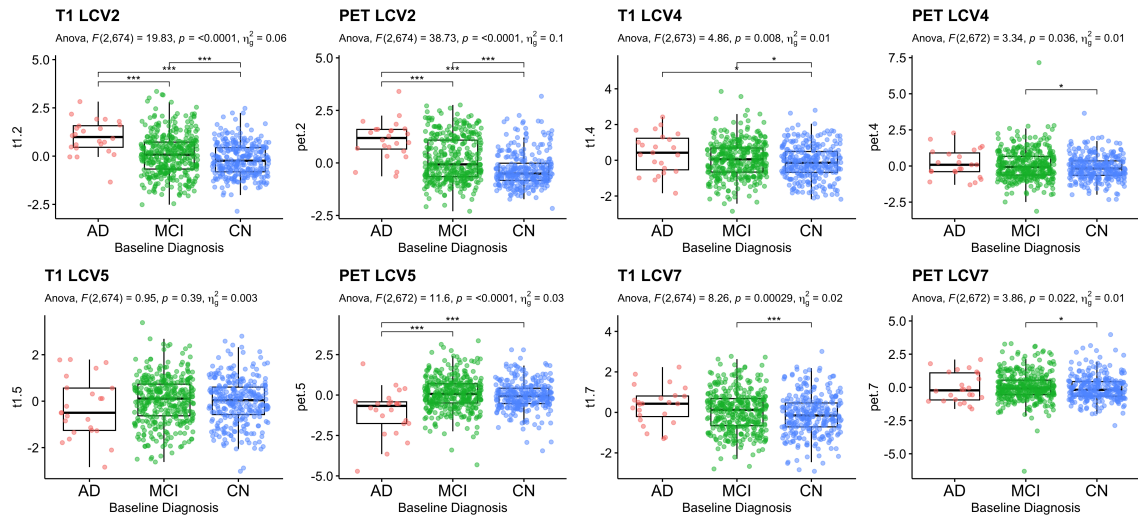 T1 LCV2
Anova, F(2,674) = 19.83, p = <0.0001, η²g = 0.06
t1.2
5.0
2.5
0.0
-2.5
***
***
***
AD MCI CN
Baseline Diagnosis
PET LCV2
Anova, F(2,674) = 38.73, p = <0.0001, η²g = 0.1
pet.2
5.0
2.5
0.0
-2.5
***
***
***
AD MCI CN
Baseline Diagnosis
T1 LCV4
Anova, F(2,673) = 4.86, p = 0.008, η²g = 0.01
t1.4
4
2
0
-2
*
*
AD MCI CN
Baseline Diagnosis
PET LCV4
Anova, F(2,672) = 3.34, p = 0.036, η²g = 0.01
pet.4
7.5
5.0
2.5
0.0
-2.5
*
AD MCI CN
Baseline Diagnosis
T1 LCV5
Anova, F(2,674) = 0.95, p = 0.39, η²g = 0.003
t1.5
2
0
-2
AD MCI CN
Baseline Diagnosis
PET LCV5
Anova, F(2,672) = 11.6, p = <0.0001, η²g = 0.03
pet.5
2.5
0.0
-2.5
-5.0
***
***
AD MCI CN
Baseline Diagnosis
T1 LCV7
Anova, F(2,674) = 8.26, p = 0.00029, η²g = 0.02
t1.7
4
2
0
-2
***
AD MCI CN
Baseline Diagnosis
PET LCV7
Anova, F(2,672) = 3.86, p = 0.022, η²g = 0.01
pet.7
5.0
2.5
0.0
-2.5
-5.0
*
AD MCI CN
Baseline Diagnosis